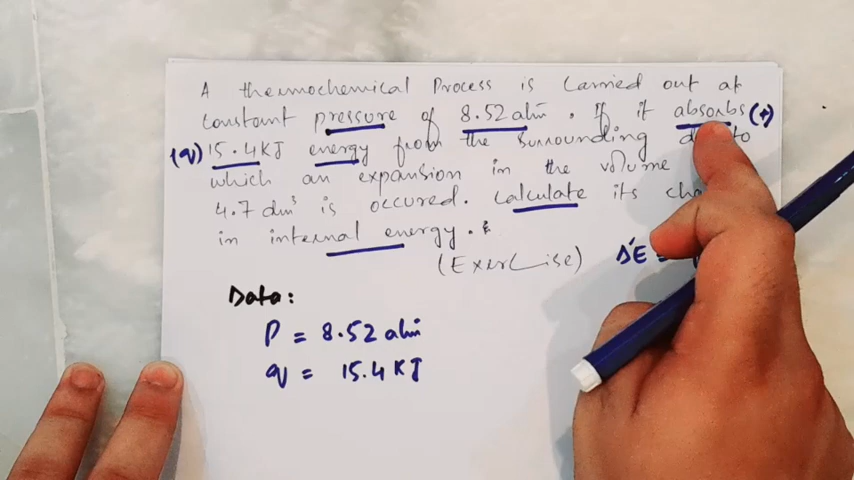 A thermochemical Process is Carried out at
constant pressure of 8.52 atm. If it absorbs (+)
(q) 15.4 KJ energy from the surrounding
which an expansion in the volume
4.7 dm³ is occured. Calculate its
in internal energy.
(Exercise) ΔE =
Data:
P = 8.52 atm
q = 15.4 KJ